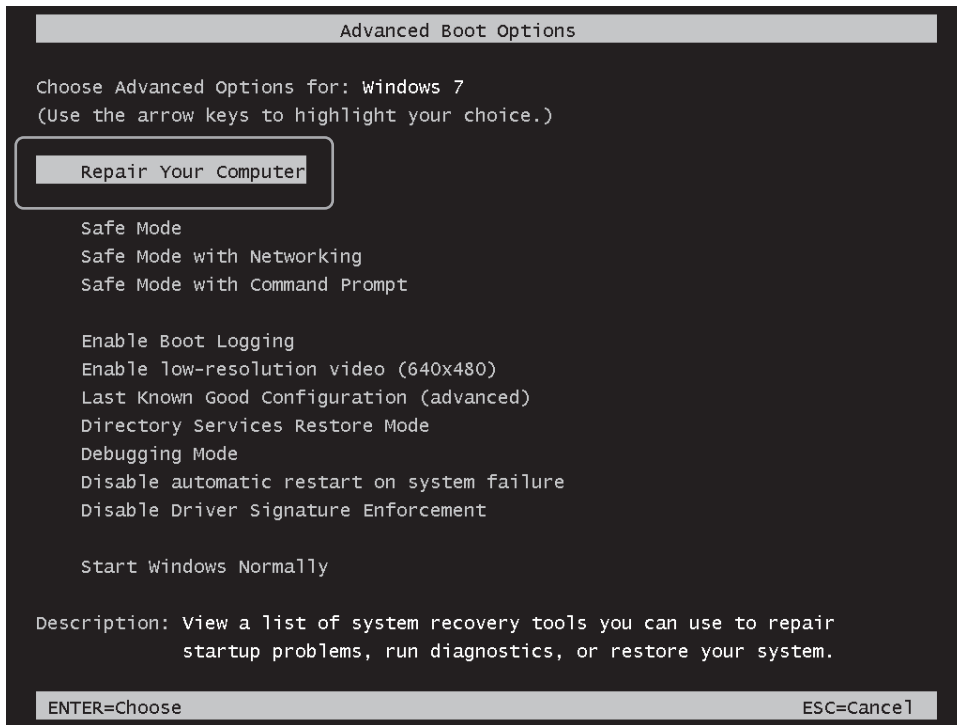 Advanced Boot Options
Choose Advanced Options for: Windows 7
(Use the arrow keys to highlight your choice.)
Repair Your Computer
Safe Mode
Safe Mode with Networking
Safe Mode with Command Prompt
Enable Boot Logging
Enable low-resolution video (640x480)
Last Known Good Configuration (advanced)
Directory Services Restore Mode
Debugging Mode
Disable automatic restart on system failure
Disable Driver Signature Enforcement
Start Windows Normally
Description: View a list of system recovery tools you can use to repair
startup problems, run diagnostics, or restore your system.
ENTER=Choose ESC=Cancel